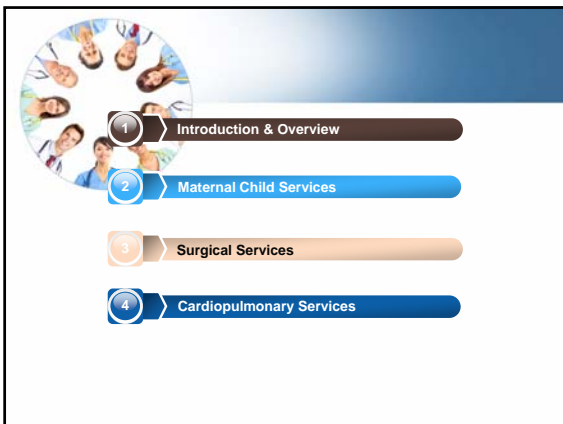 1 Introduction & Overview
2 Maternal Child Services
3 Surgical Services
4 Cardiopulmonary Services